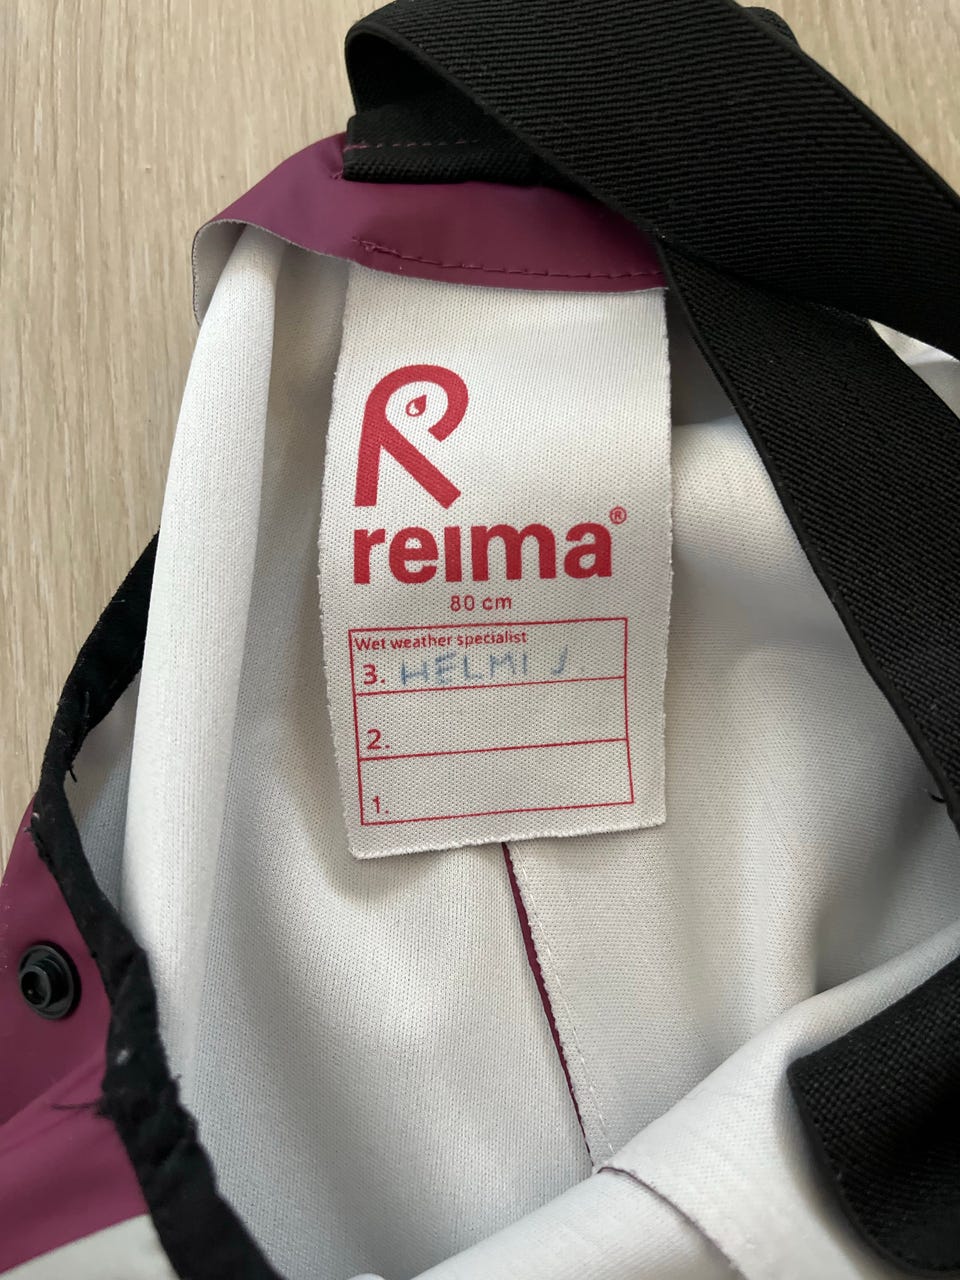 reima®
80 cm
Wet weather specialist
3. HELMI J
2.
1.